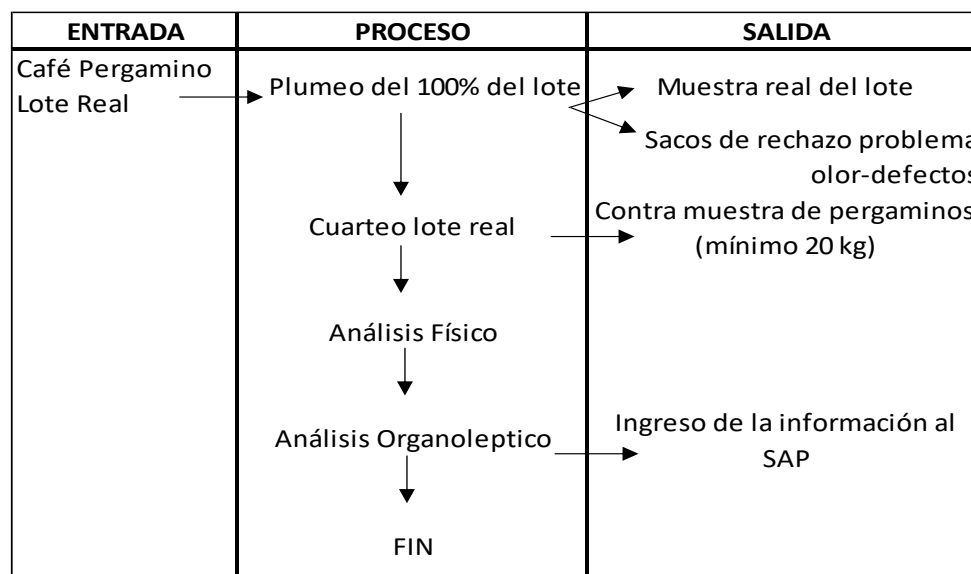 ENTRADA PROCESO SALIDA
Café Pergamino
Lote Real
Plumeo del 100% del lote
Muestra real del lote
Sacos de rechazo problema
olor-defectos
Cuarteo lote real
Contra muestra de pergaminos
(mínimo 20 kg)
Análisis Físico
Análisis Organoleptico
Ingreso de la información al
SAP
FIN